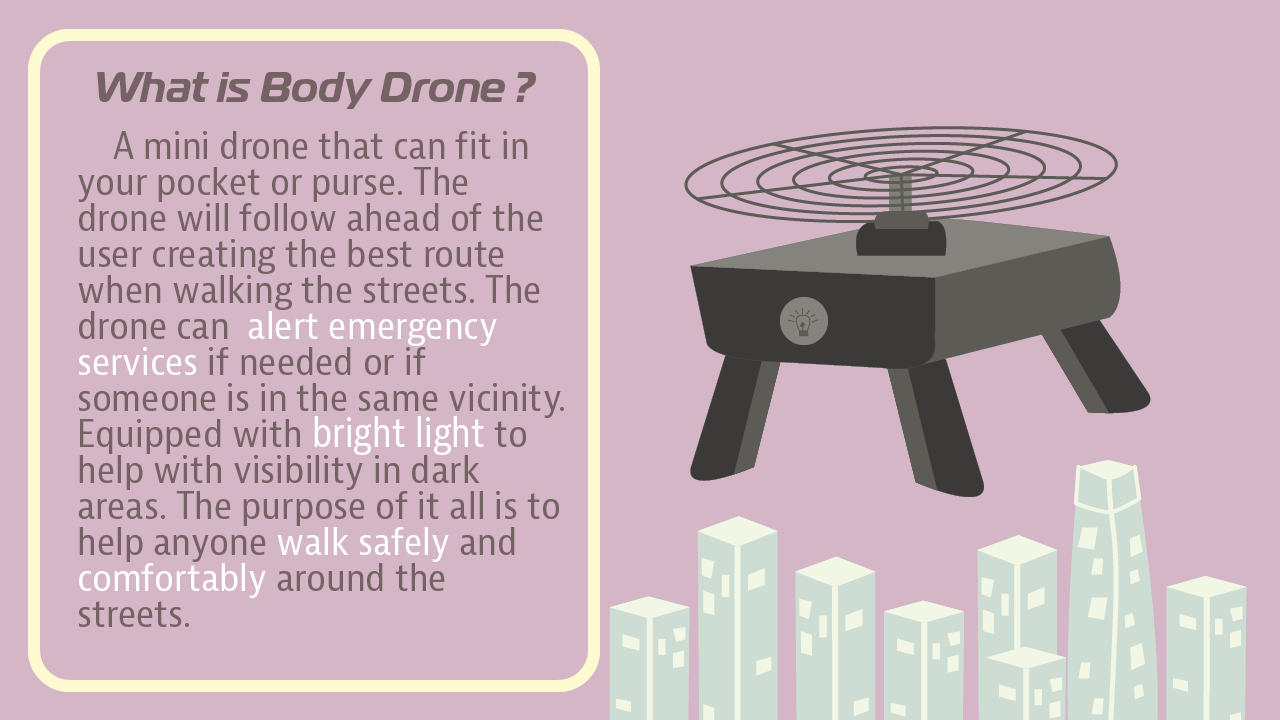 What is Body Drone ?
A mini drone that can fit in
your pocket or purse. The
drone will follow ahead of the
user creating the best route
when walking the streets. The
drone can  alert emergency
services if needed or if
someone is in the same vicinity.
Equipped with bright light to
help with visibility in dark
areas. The purpose of it all is to
help anyone walk safely and
comfortably around the
streets.